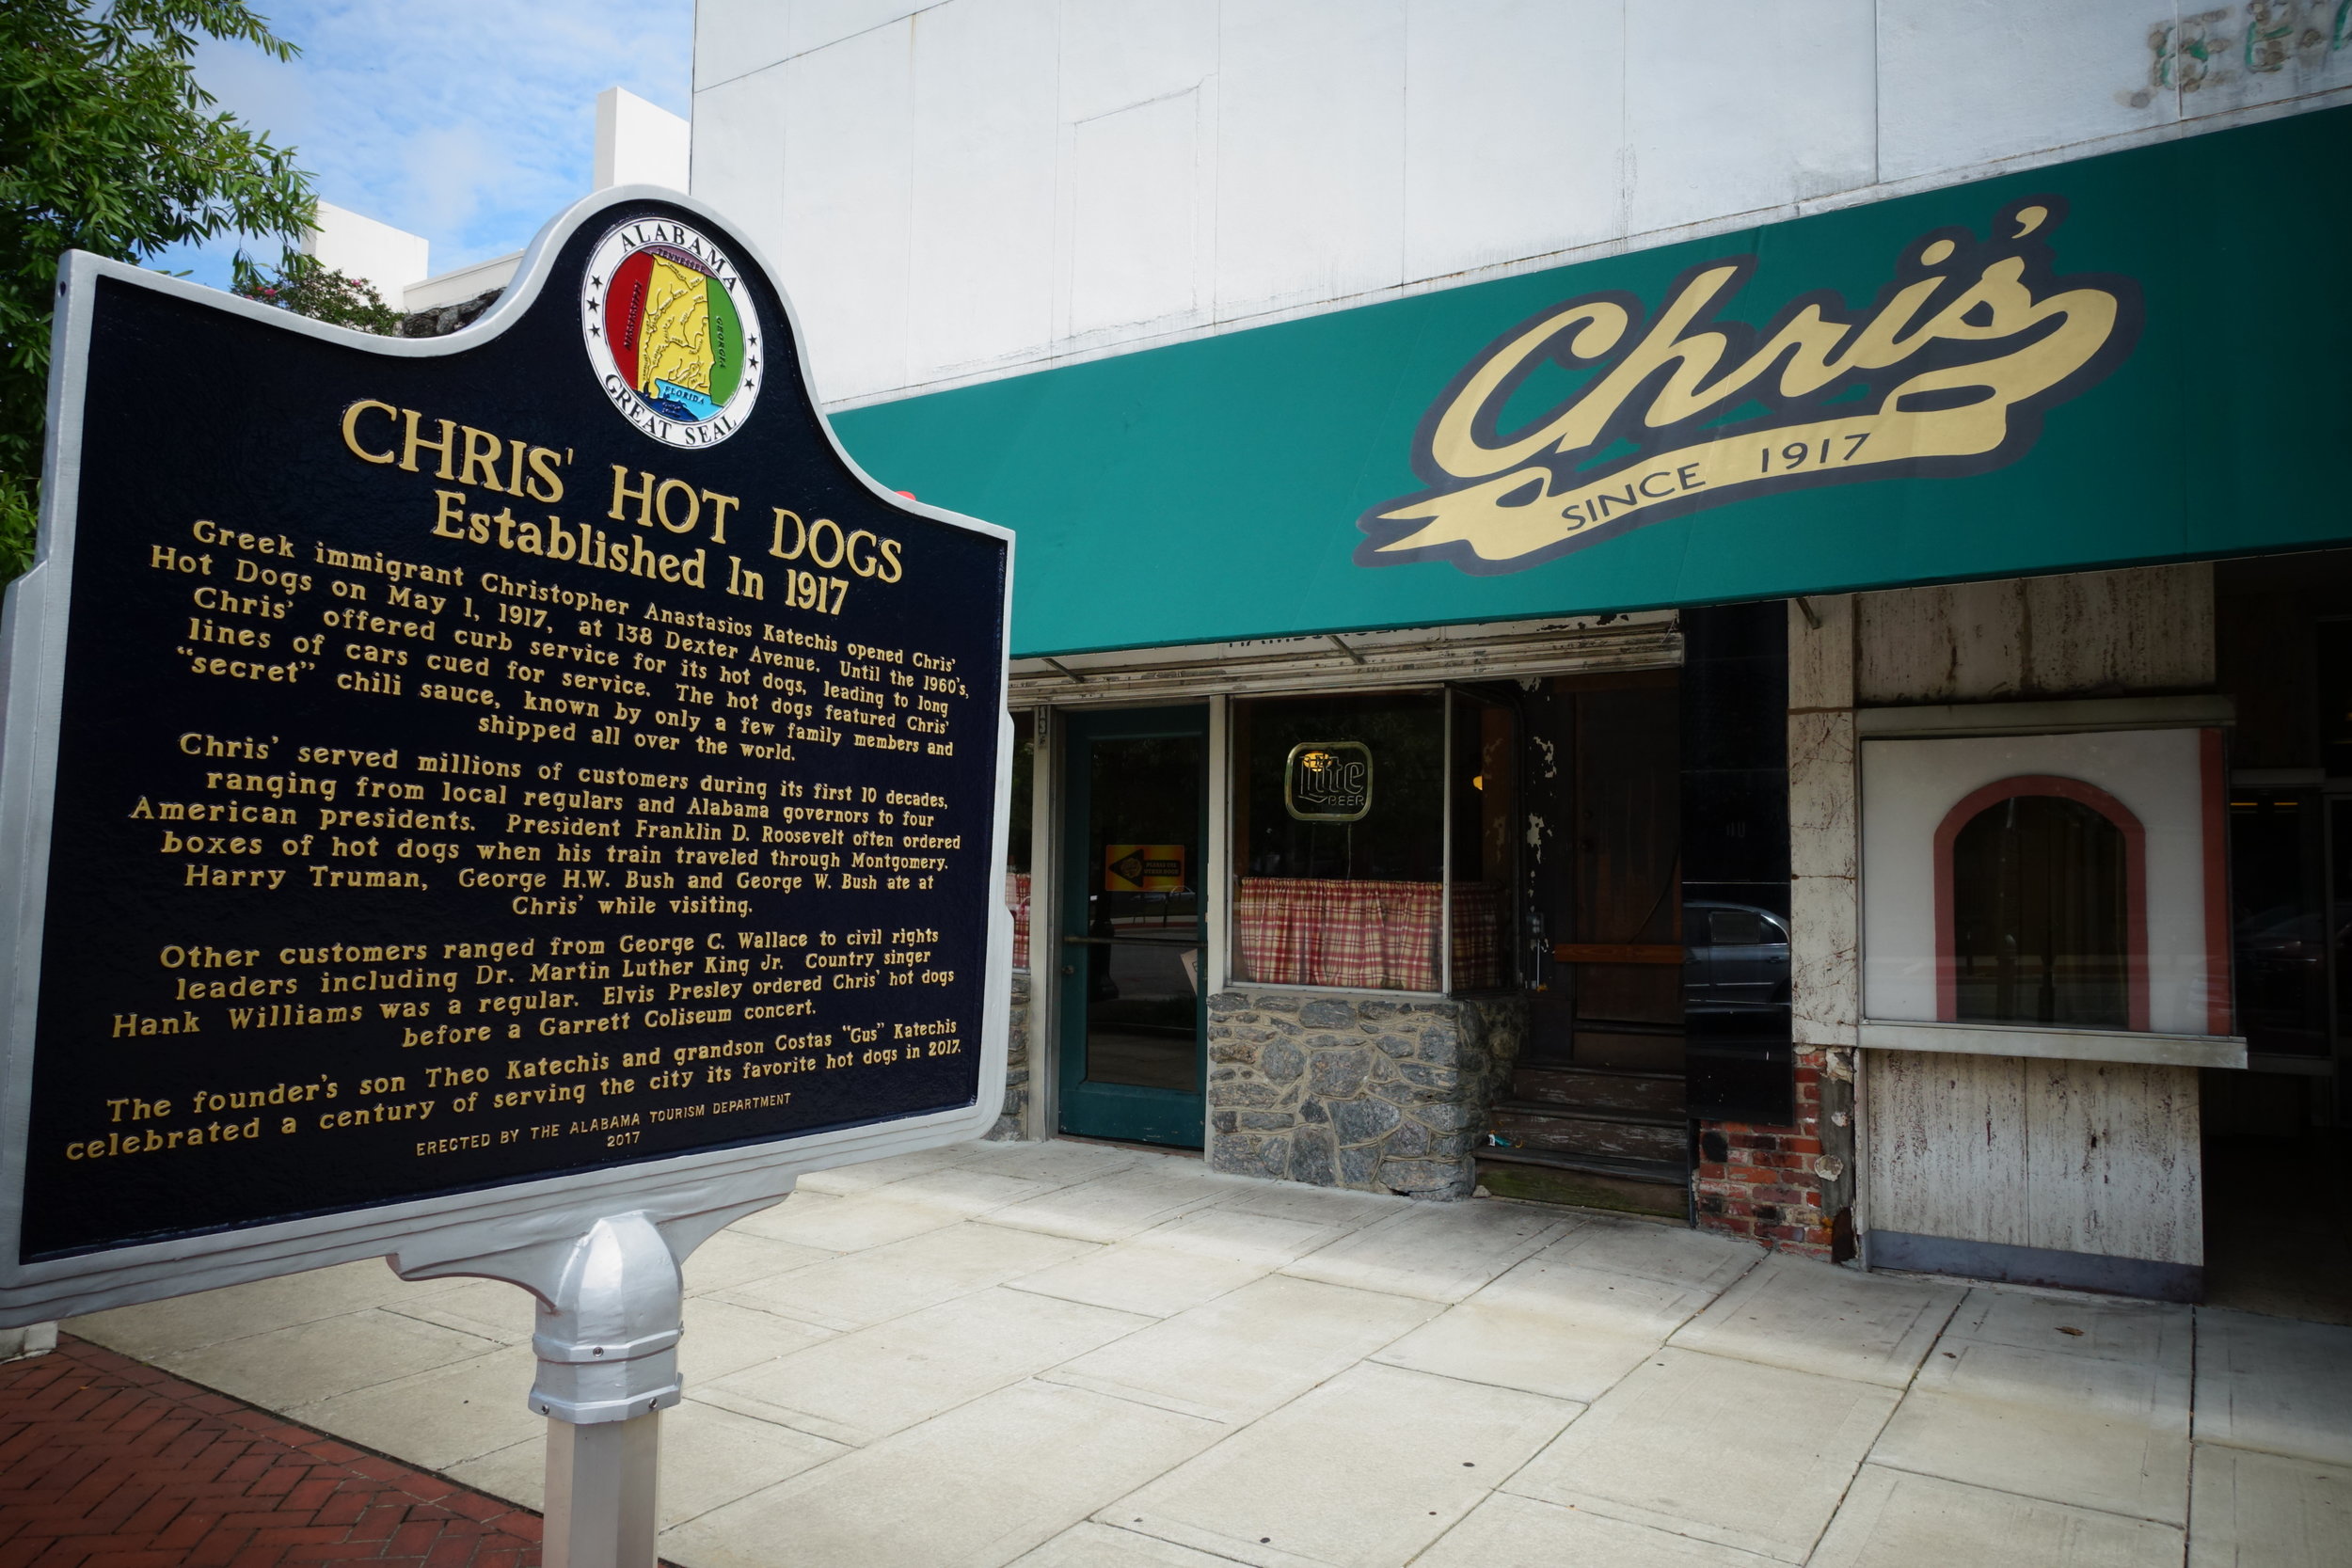 ALABAMA
TENNESSEE
MISSISSIPPI
GEORGIA
FLORIDA
GREAT SEAL
CHRIS' HOT DOGS
Established In 1917
Greek immigrant Christopher Anastasios Katechis opened Chris'
Hot Dogs on May 1, 1917, at 138 Dexter Avenue. Until the 1960's,
Chris' offered curb service for its hot dogs, leading to long
lines of cars cued for service. The hot dogs featured Chris'
"secret" chili sauce, known by only a few family members and
shipped all over the world.
Chris' served millions of customers during its first 10 decades,
ranging from local regulars and Alabama governors to four
American presidents. President Franklin D. Roosevelt often ordered
boxes of hot dogs when his train traveled through Montgomery.
Harry Truman, George H.W. Bush and George W. Bush ate at
Chris' while visiting.
Other customers ranged from George C. Wallace to civil rights
leaders including Dr. Martin Luther King Jr. Country singer
Hank Williams was a regular. Elvis Presley ordered Chris' hot dogs
before a Garrett Coliseum concert.
The founder's son Theo Katechis and grandson Costas "Gus" Katechis
celebrated a century of serving the city its favorite hot dogs in 2017.
ERECTED BY THE ALABAMA TOURISM DEPARTMENT
2017
Chris'
SINCE 1917
Lite
BEER